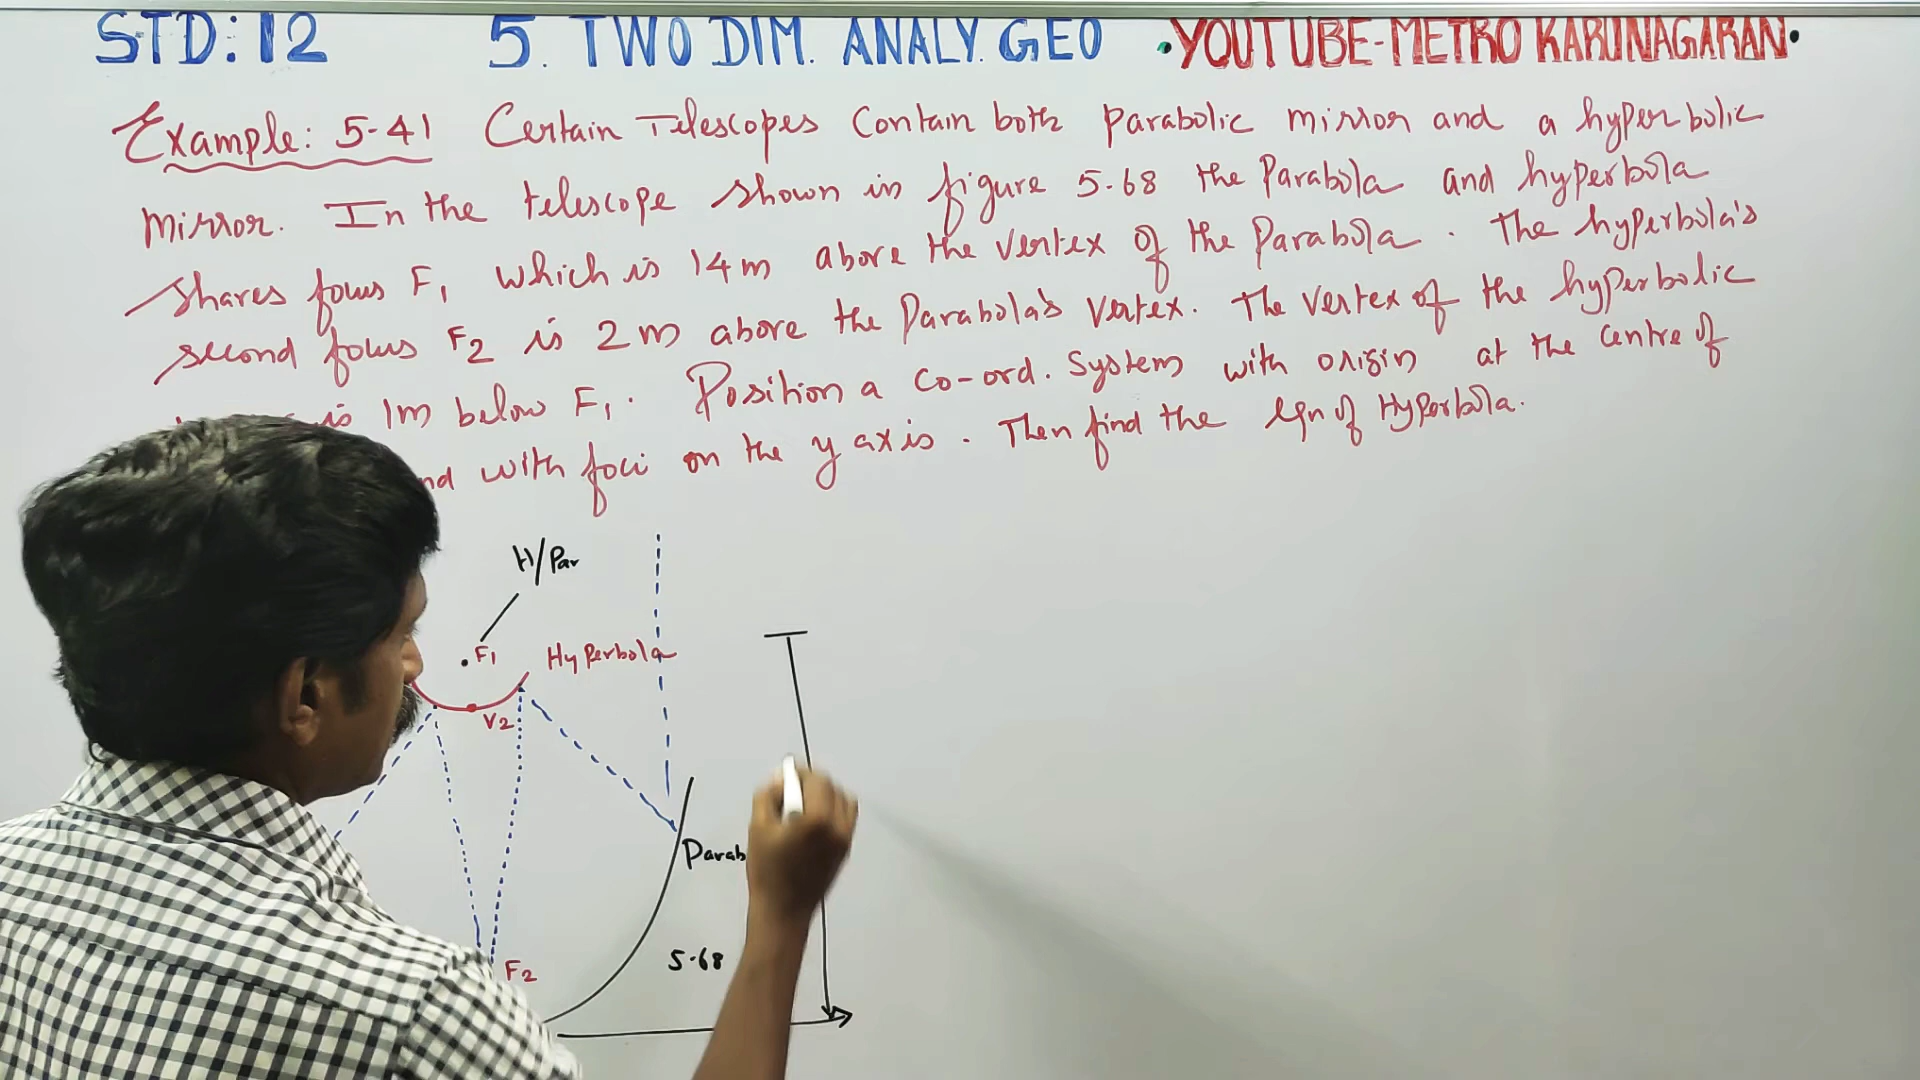 STD: 12 5. TWO DIM. ANALY. GEO •YOUTUBE-METRO KARUNAGARAN•
Example: 5-41 Certain Telescopes Contain both parabolic mirror and a hyperbolic
mirror. In the telescope shown in figure 5.68 the Parabola and hyperbola
shares focus F1 which is 14m above the vertex of the Parabola. The hyperbola's
second focus F2 is 2m above the Parabola's vertex. The vertex of the hyperbolic
is 1m below F1. Position a co-ord. System with origin at the centre of
with foci on the y axis. Then find the Eqn of Hyperbola.
H/Par
F1 Hyperbola
V2
Parab
5.68
F2